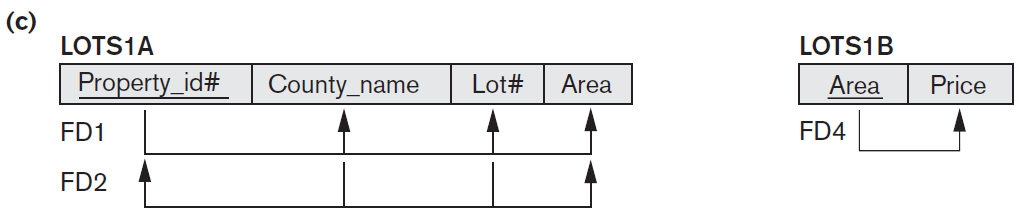 (c)
LOTS1A
Property_id# County_name Lot# Area
FD1
FD2
LOTS1B
Area Price
FD4